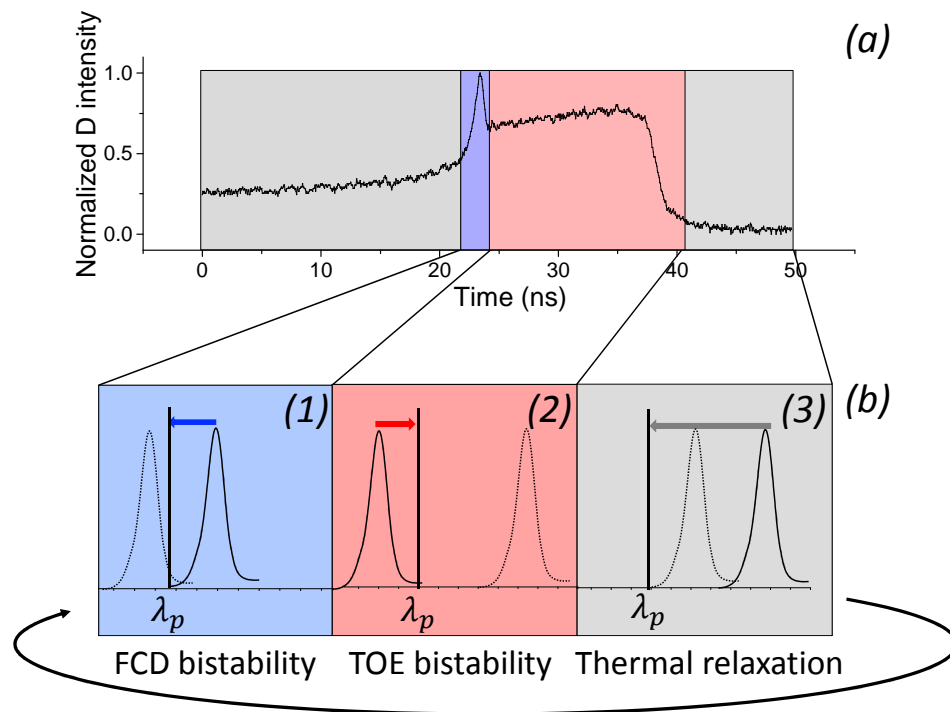 (a)
Normalized D intensity
1.0
0.5
0.0
0 10 20 30 40 50
Time (ns)
(b)
(1) (2) (3)
λp λp λp
FCD bistability TOE bistability Thermal relaxation